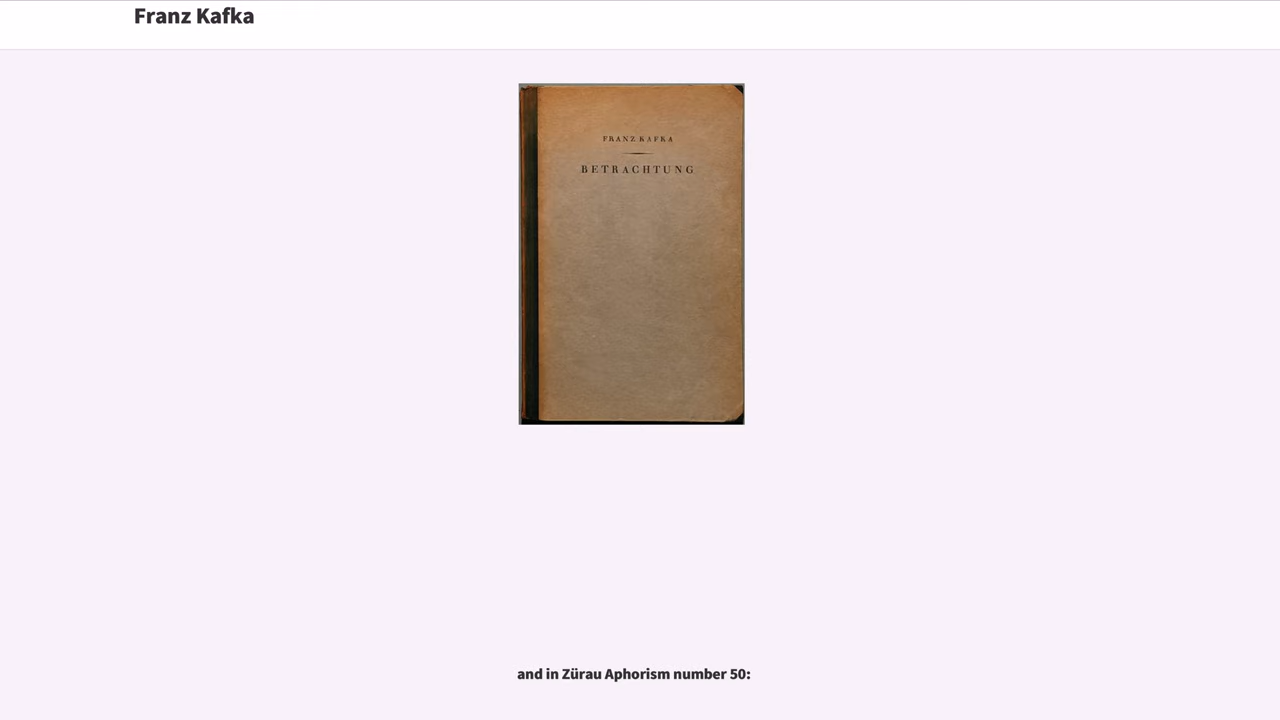 Franz Kafka
FRANZ KAFKA
BETRACHTUNG
and in Zürau Aphorism number 50: